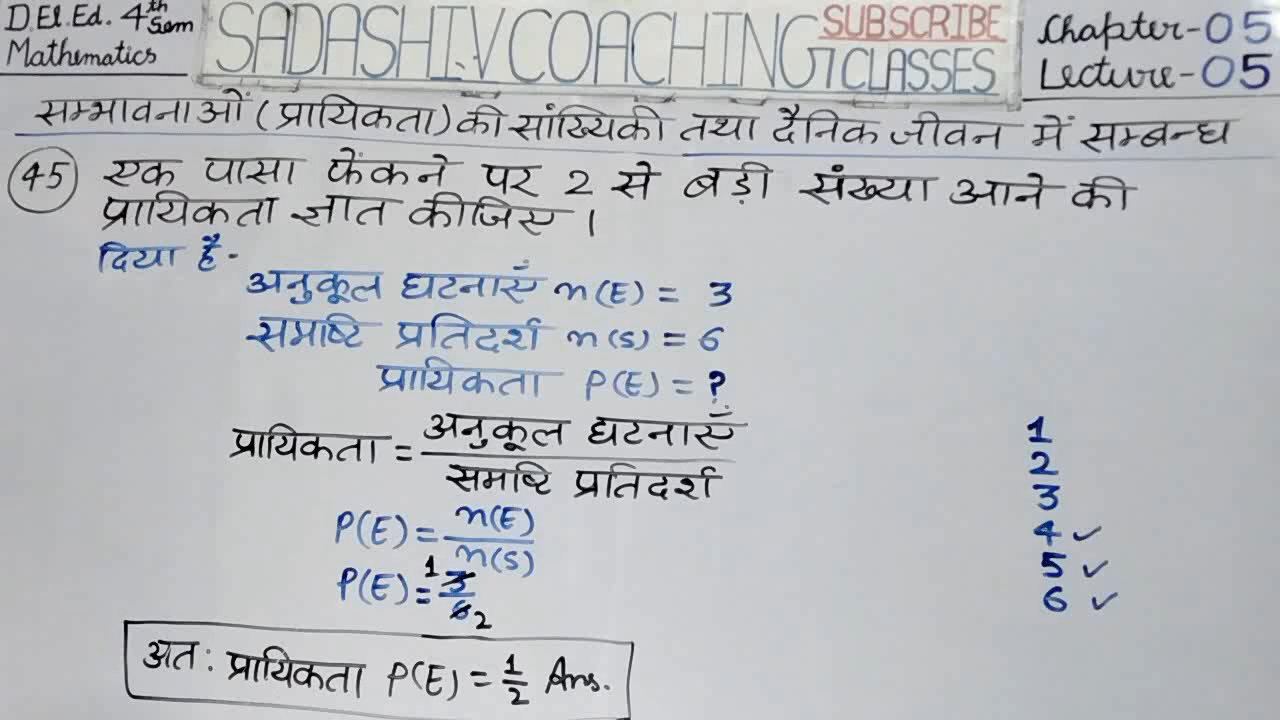 D.El.Ed. 4th Sem
Mathematics
SADASHIV COACHING CLASSES
SUBSCRIBE
Chapter-05
Lecture-05
सम्भावनाओं (प्रायिकता) की सांख्यिकी तथा दैनिक जीवन में सम्बन्ध
45 एक पासा फेंकने पर 2 से बड़ी संख्या आने की
प्रायिकता ज्ञात कीजिए।
दिया है-
अनुकूल घटनाएँ n(E) = 3
समष्टि प्रतिदर्श n(S) = 6
प्रायिकता P(E) = ?
प्रायिकता = अनुकूल घटनाएँ
समष्टि प्रतिदर्श
P(E) = n(E)
n(S)
P(E) = 1 3
6 2
अत: प्रायिकता P(E) = 1/2 Ans.
1
2
3
4 ✓
5 ✓
6 ✓